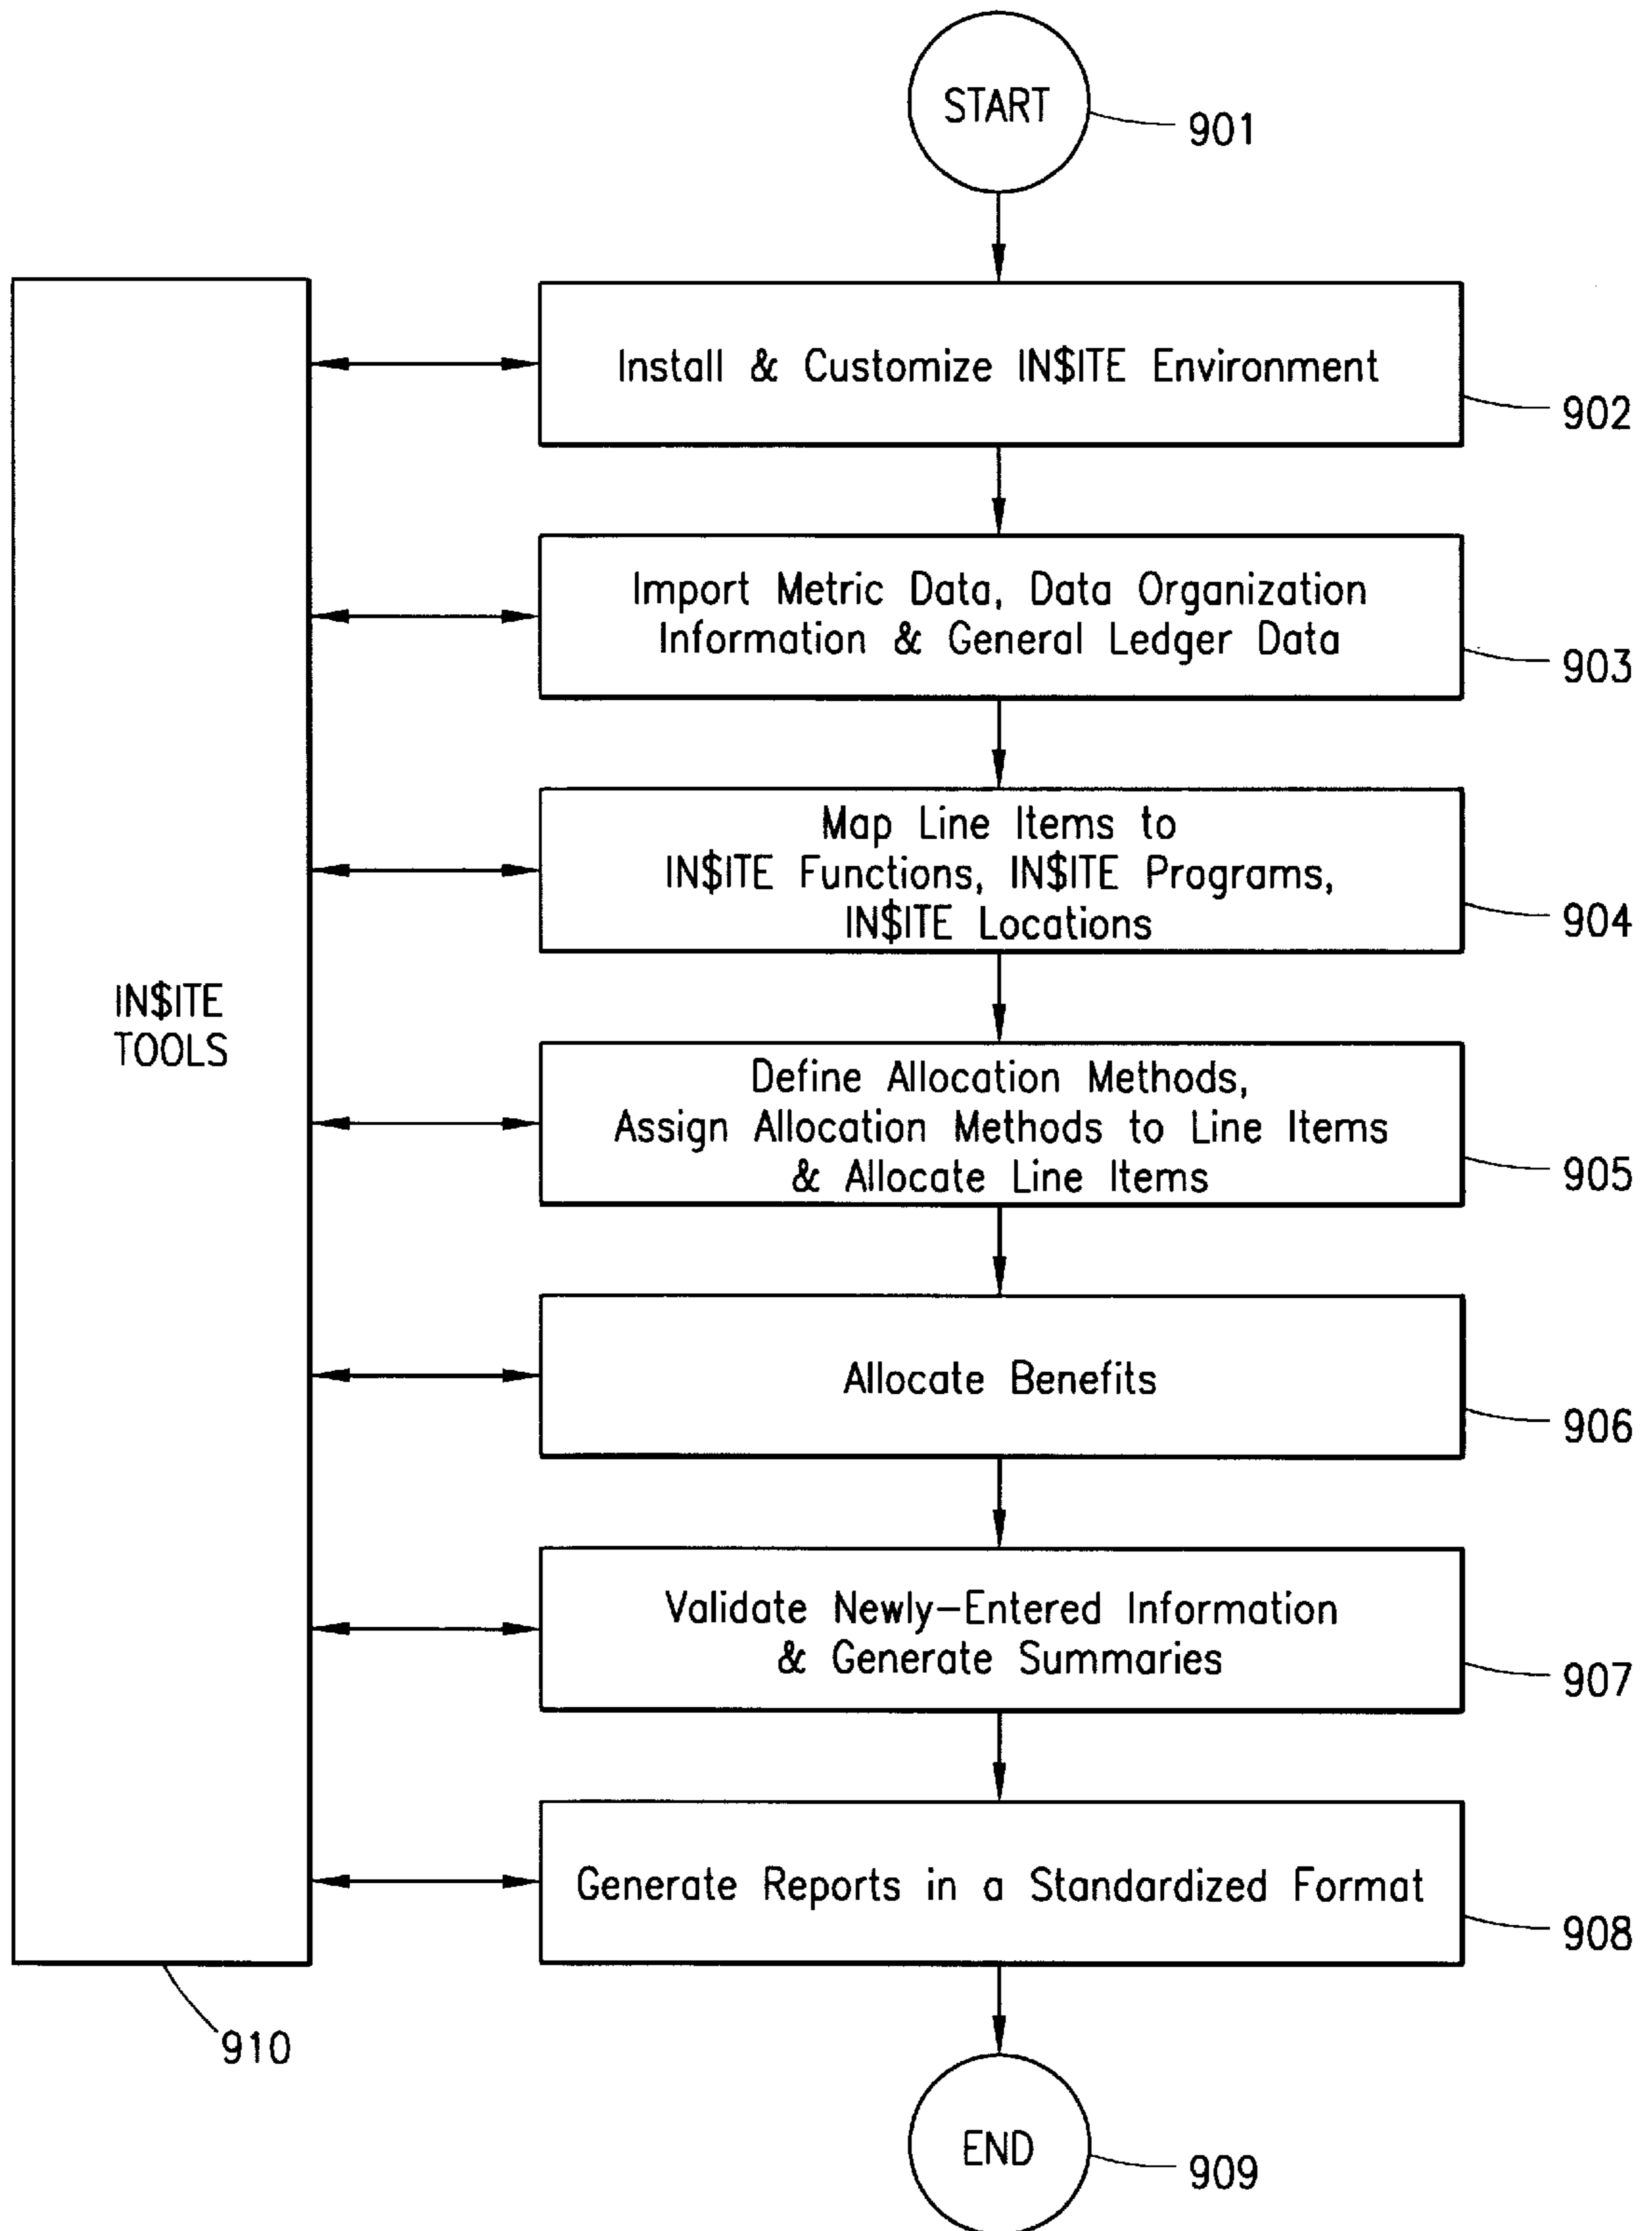 START
901
Install & Customize IN$ITE Environment
902
Import Metric Data, Data Organization
Information & General Ledger Data
903
Map Line Items to
IN$ITE Functions, IN$ITE Programs,
IN$ITE Locations
904
IN$ITE
TOOLS
Define Allocation Methods,
Assign Allocation Methods to Line Items
& Allocate Line Items
905
Allocate Benefits
906
Validate Newly-Entered Information
& Generate Summaries
907
Generate Reports in a Standardized Format
908
910
END
909